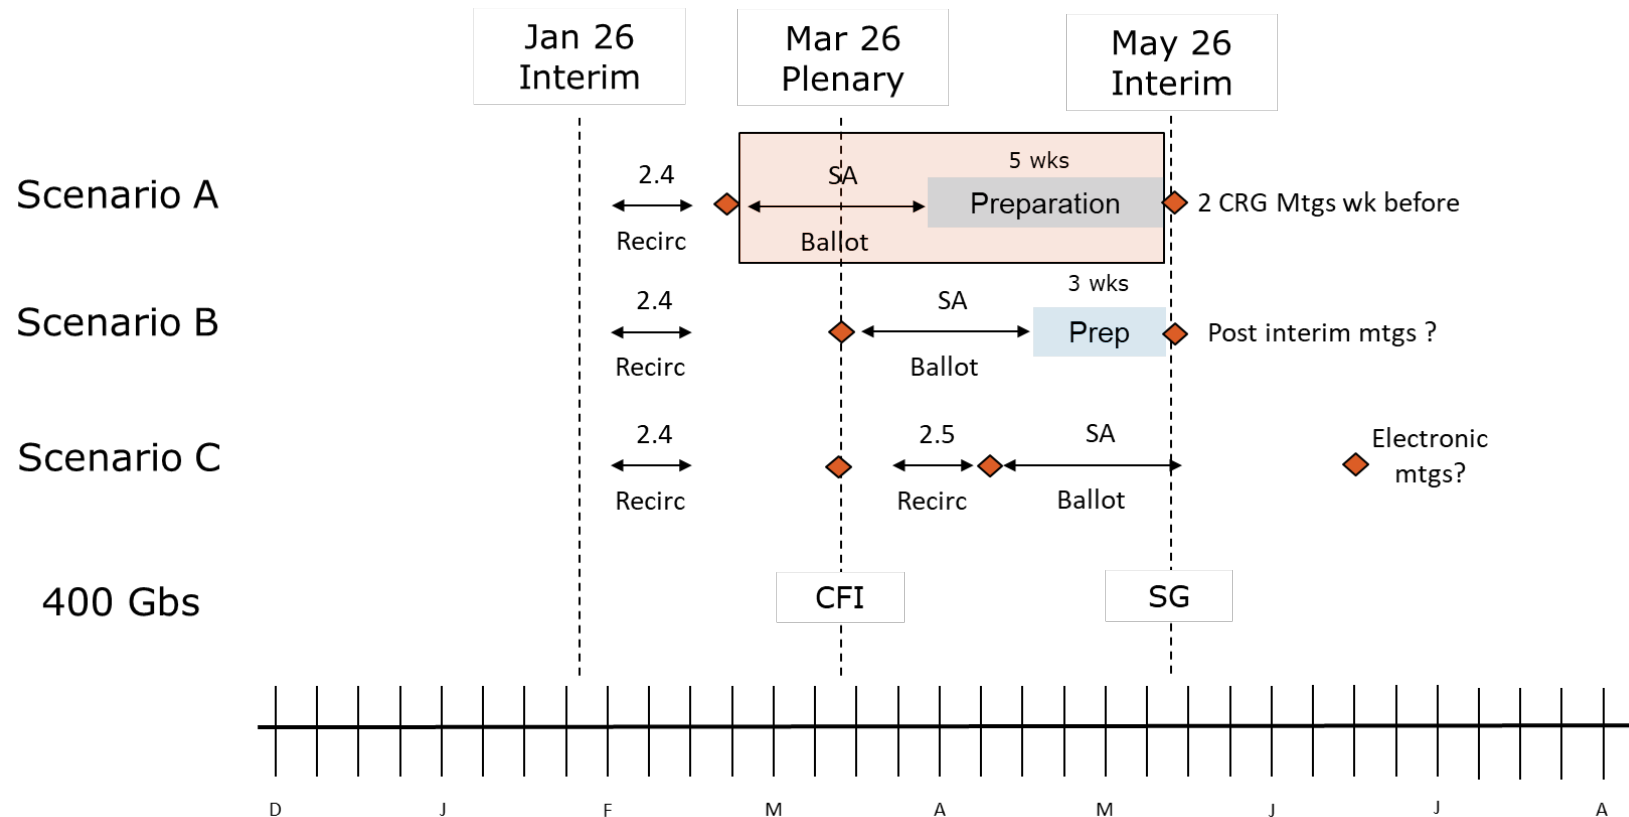 Jan 26
Interim
Mar 26
Plenary
May 26
Interim
Scenario A
2.4
Recirc
SA
Ballot
5 wks
Preparation
2 CRG Mtgs wk before
Scenario B
2.4
Recirc
SA
Ballot
3 wks
Prep
Post interim mtgs ?
Scenario C
2.4
Recirc
2.5
Recirc
SA
Ballot
Electronic
mtgs?
400 Gbs
CFI
SG
D J F M A M J J A